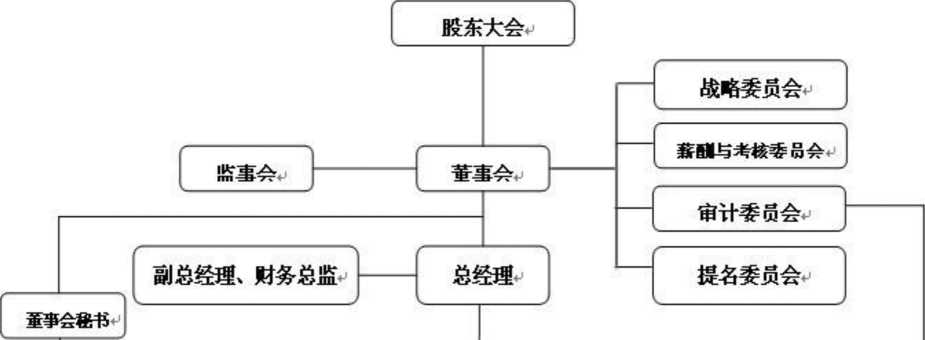 股东大会
战略委员会
薪酬与考核委员会
监事会
董事会
审计委员会
副总经理、财务总监
总经理
提名委员会
董事会秘书